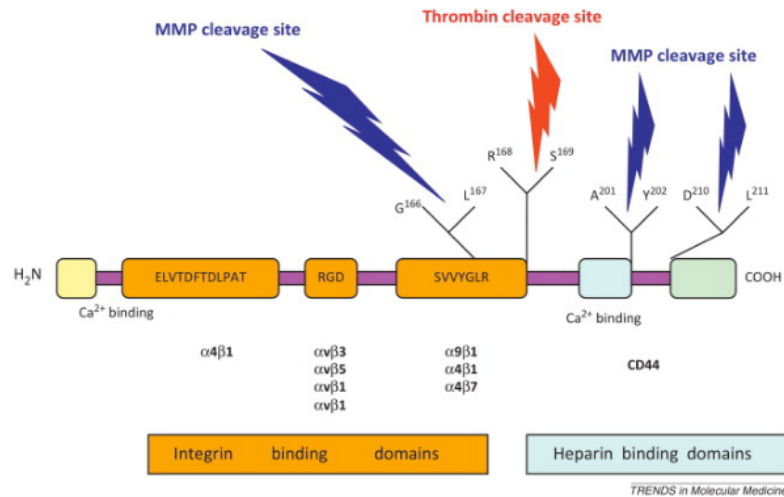 Thrombin cleavage site
MMP cleavage site
MMP cleavage site
R168 S169
G166 L167
A201 Y202 D210 L211
H2N ELVTDFTDLPAT RGD SVVYGLR COOH
Ca2+ binding Ca2+ binding
α4β1 αvβ3 α9β1 CD44
αvβ5 α4β1
αvβ1 α4β7
αvβ1
Integrin binding domains Heparin binding domains
TRENDS in Molecular Medicine